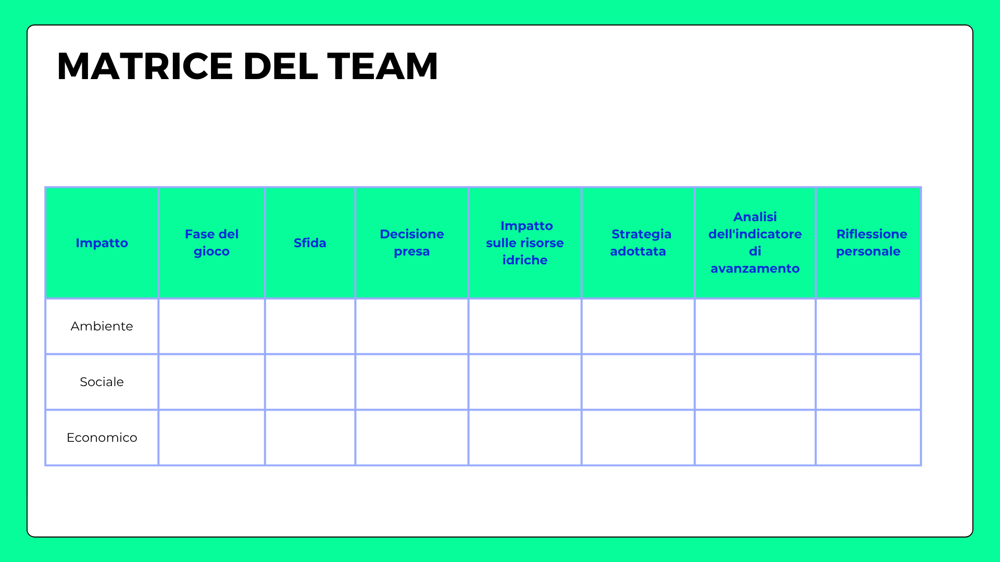 MATRICE DEL TEAM
Impatto
Fase del
gioco
Sfida
Decisione
presa
Impatto
sulle risorse
idriche
Strategia
adottata
Analisi
dell'indicatore
di
avanzamento
Riflessione
personale
Ambiente
Sociale
Economico